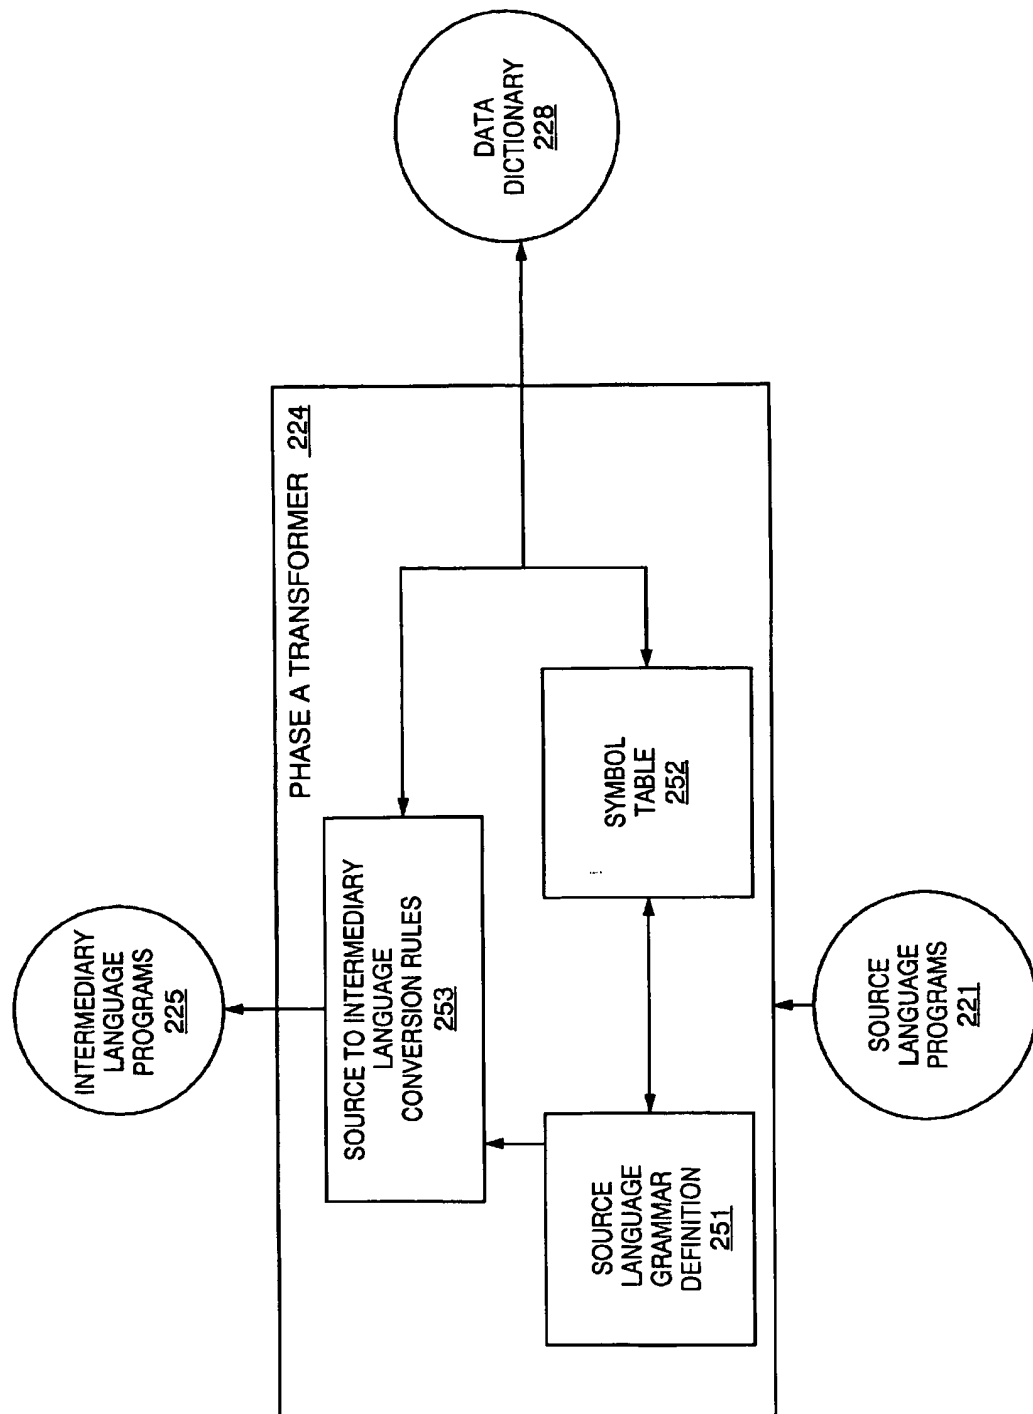 INTERMEDIARY
LANGUAGE
PROGRAMS
225
PHASE A TRANSFORMER 224
SOURCE TO INTERMEDIARY
LANGUAGE
CONVERSION RULES
253
SOURCE
LANGUAGE
GRAMMAR
DEFINITION
251
SYMBOL
TABLE
252
DATA
DICTIONARY
228
SOURCE
LANGUAGE
PROGRAMS
221